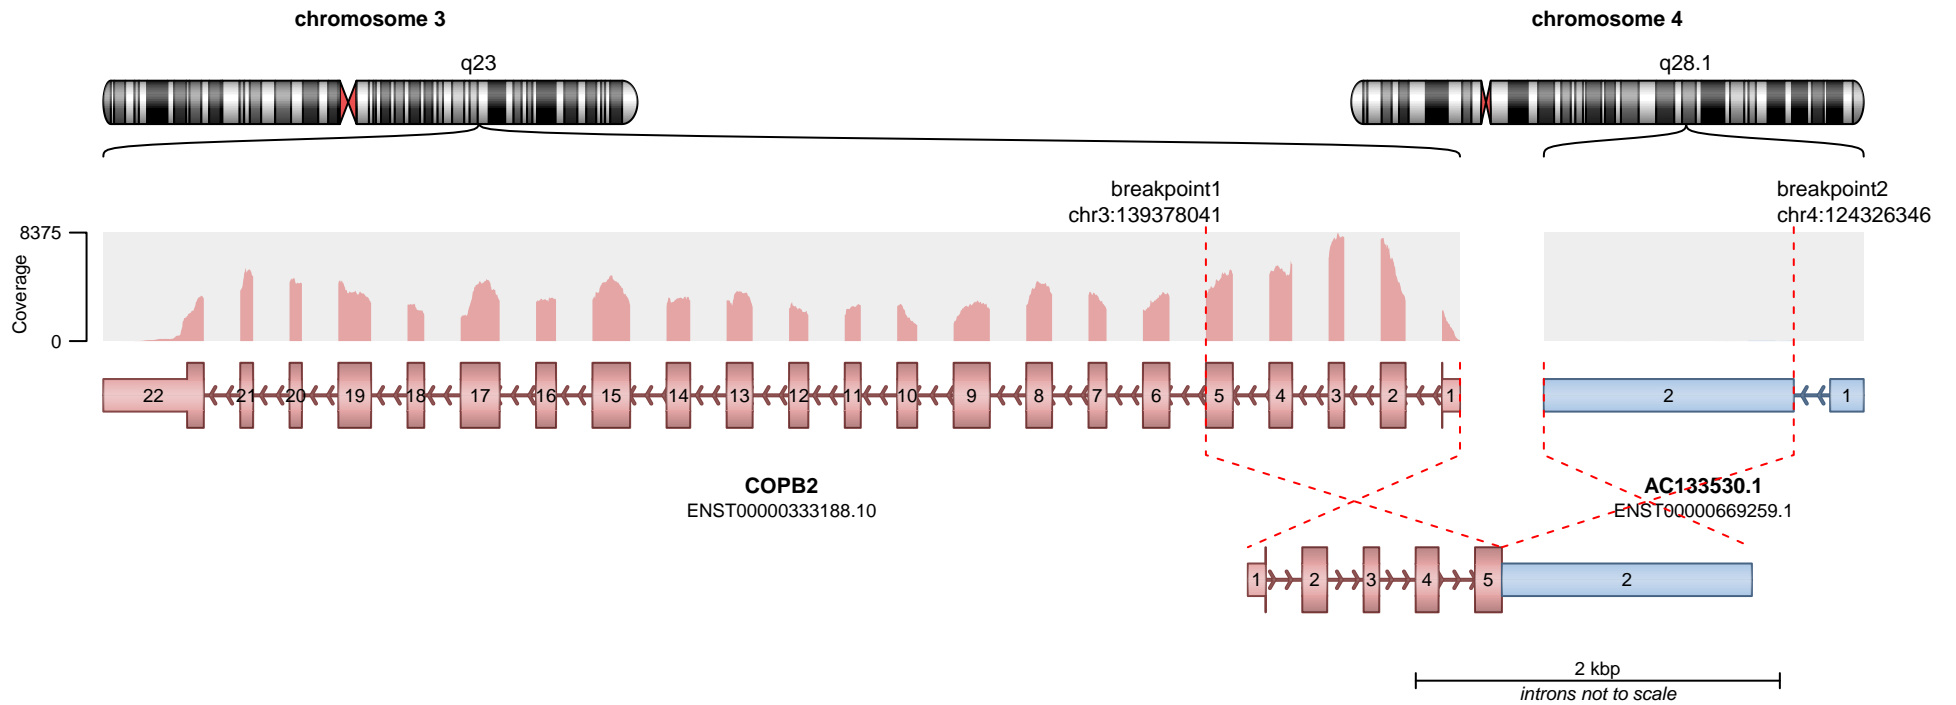 chromosome 3
chromosome 4
q23
q28.1
breakpoint1
chr3:139378041
breakpoint2
chr4:124326346
8375
Coverage
0
22 21 20 19 18 17 16 15 14 13 12 11 10 9 8 7 6 5 4 3 2 1
2 1
COPB2
ENST00000333188.10
AC133530.1
ENST00000669259.1
1 2 3 4 5 2
2 kbp
introns not to scale